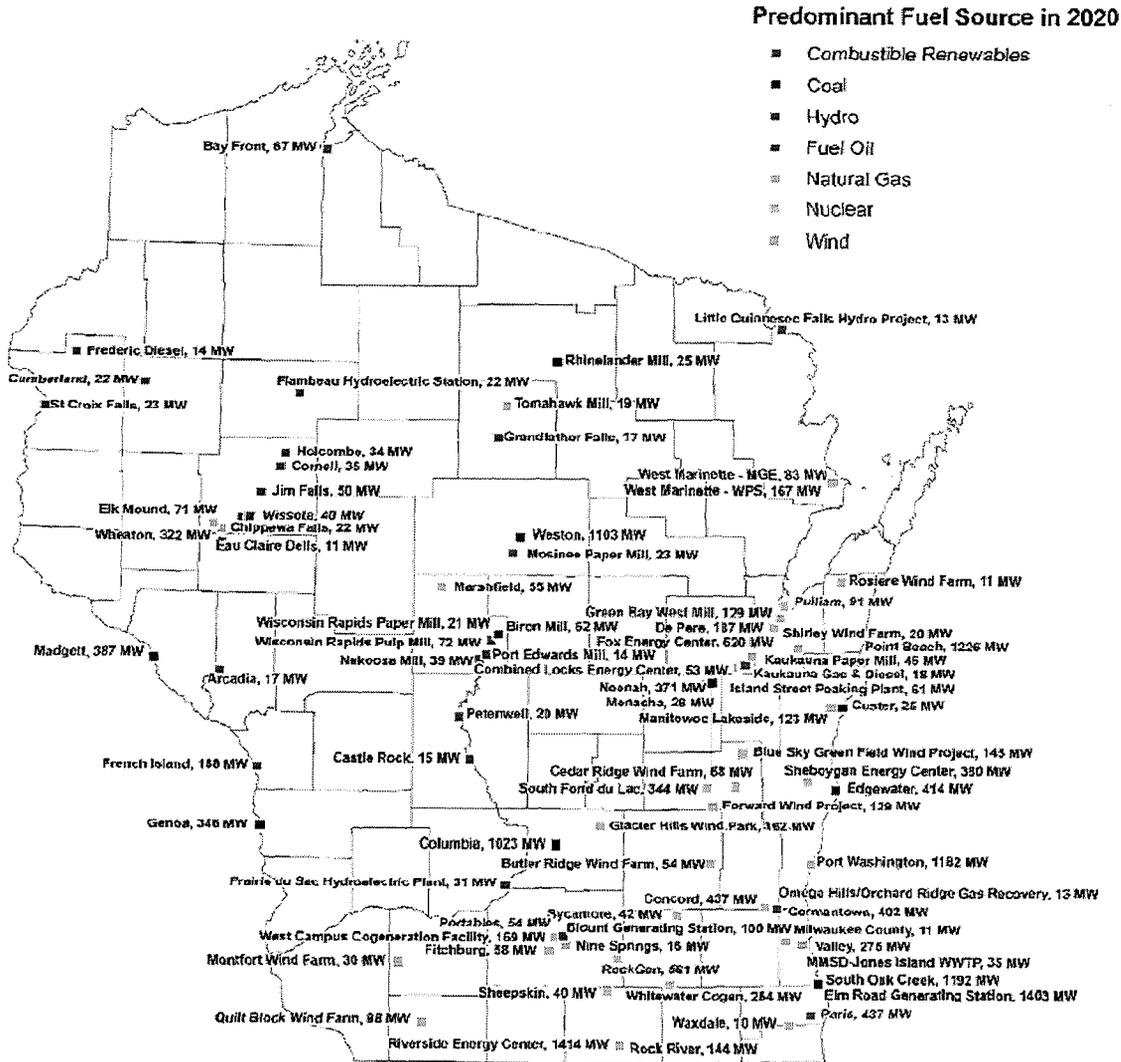 Predominant Fuel Source in 2020
Combustible Renewables
Coal
Hydro
Fuel Oil
Natural Gas
Nuclear
Wind
Bay Front, 67 MW
Little Quinnesec Falls Hydro Project, 13 MW
Frederic Diesel, 14 MW
Rhinelander Mill, 25 MW
Cumberland, 22 MW
Flambeau Hydroelectric Station, 22 MW
St Croix Falls, 23 MW
Tomahawk Mill, 19 MW
Grandfather Falls, 17 MW
Holcombe, 34 MW
Cornell, 35 MW
West Marinette - MGE, 83 MW
Jim Falls, 50 MW
West Marinette - WPS, 167 MW
Elk Mound, 71 MW
Wissota, 40 MW
Chippewa Falls, 22 MW
Wheaton, 322 MW
Weston, 1103 MW
Eau Claire Dells, 11 MW
Mosinee Paper Mill, 23 MW
Marshfield, 55 MW
Rosiere Wind Farm, 11 MW
Pulliam, 91 MW
Green Bay West Mill, 129 MW
Wisconsin Rapids Paper Mill, 21 MW
Biron Mill, 62 MW
De Pere, 187 MW
Shirley Wind Farm, 20 MW
Wisconsin Rapids Pulp Mill, 72 MW
Fox Energy Center, 620 MW
Point Beach, 1226 MW
Madgett, 387 MW
Nekoosa Mill, 39 MW
Port Edwards Mill, 14 MW
Kaukauna Paper Mill, 45 MW
Combined Locks Energy Center, 53 MW
Kaukauna Gas & Diesel, 18 MW
Arcadia, 17 MW
Neenah, 371 MW
Island Street Peaking Plant, 61 MW
Menasha, 28 MW
Custer, 25 MW
Petenwell, 20 MW
Manitowoc Lakeside, 123 MW
Castle Rock, 15 MW
Blue Sky Green Field Wind Project, 145 MW
French Island, 188 MW
Cedar Ridge Wind Farm, 68 MW
Sheboygan Energy Center, 380 MW
South Fond du Lac, 344 MW
Edgewater, 414 MW
Forward Wind Project, 129 MW
Genoa, 346 MW
Glacier Hills Wind Park, 162 MW
Columbia, 1023 MW
Butler Ridge Wind Farm, 54 MW
Port Washington, 1182 MW
Prairie du Sac Hydroelectric Plant, 31 MW
Concord, 437 MW
Omega Hills/Orchard Ridge Gas Recovery, 13 MW
Sycamore, 42 MW
Germantown, 402 MW
Portables, 54 MW
Blount Generating Station, 100 MW
Milwaukee County, 11 MW
West Campus Cogeneration Facility, 169 MW
Nine Springs, 16 MW
Valley, 275 MW
Fitchburg, 58 MW
Montfort Wind Farm, 30 MW
MMSD-Jones Island WWTP, 35 MW
RockGen, 561 MW
South Oak Creek, 1192 MW
Sheepskin, 40 MW
Whitewater Cogen, 284 MW
Elm Road Generating Station, 1403 MW
Quilt Block Wind Farm, 98 MW
Paris, 437 MW
Waxdale, 10 MW
Riverside Energy Center, 1414 MW
Rock River, 144 MW